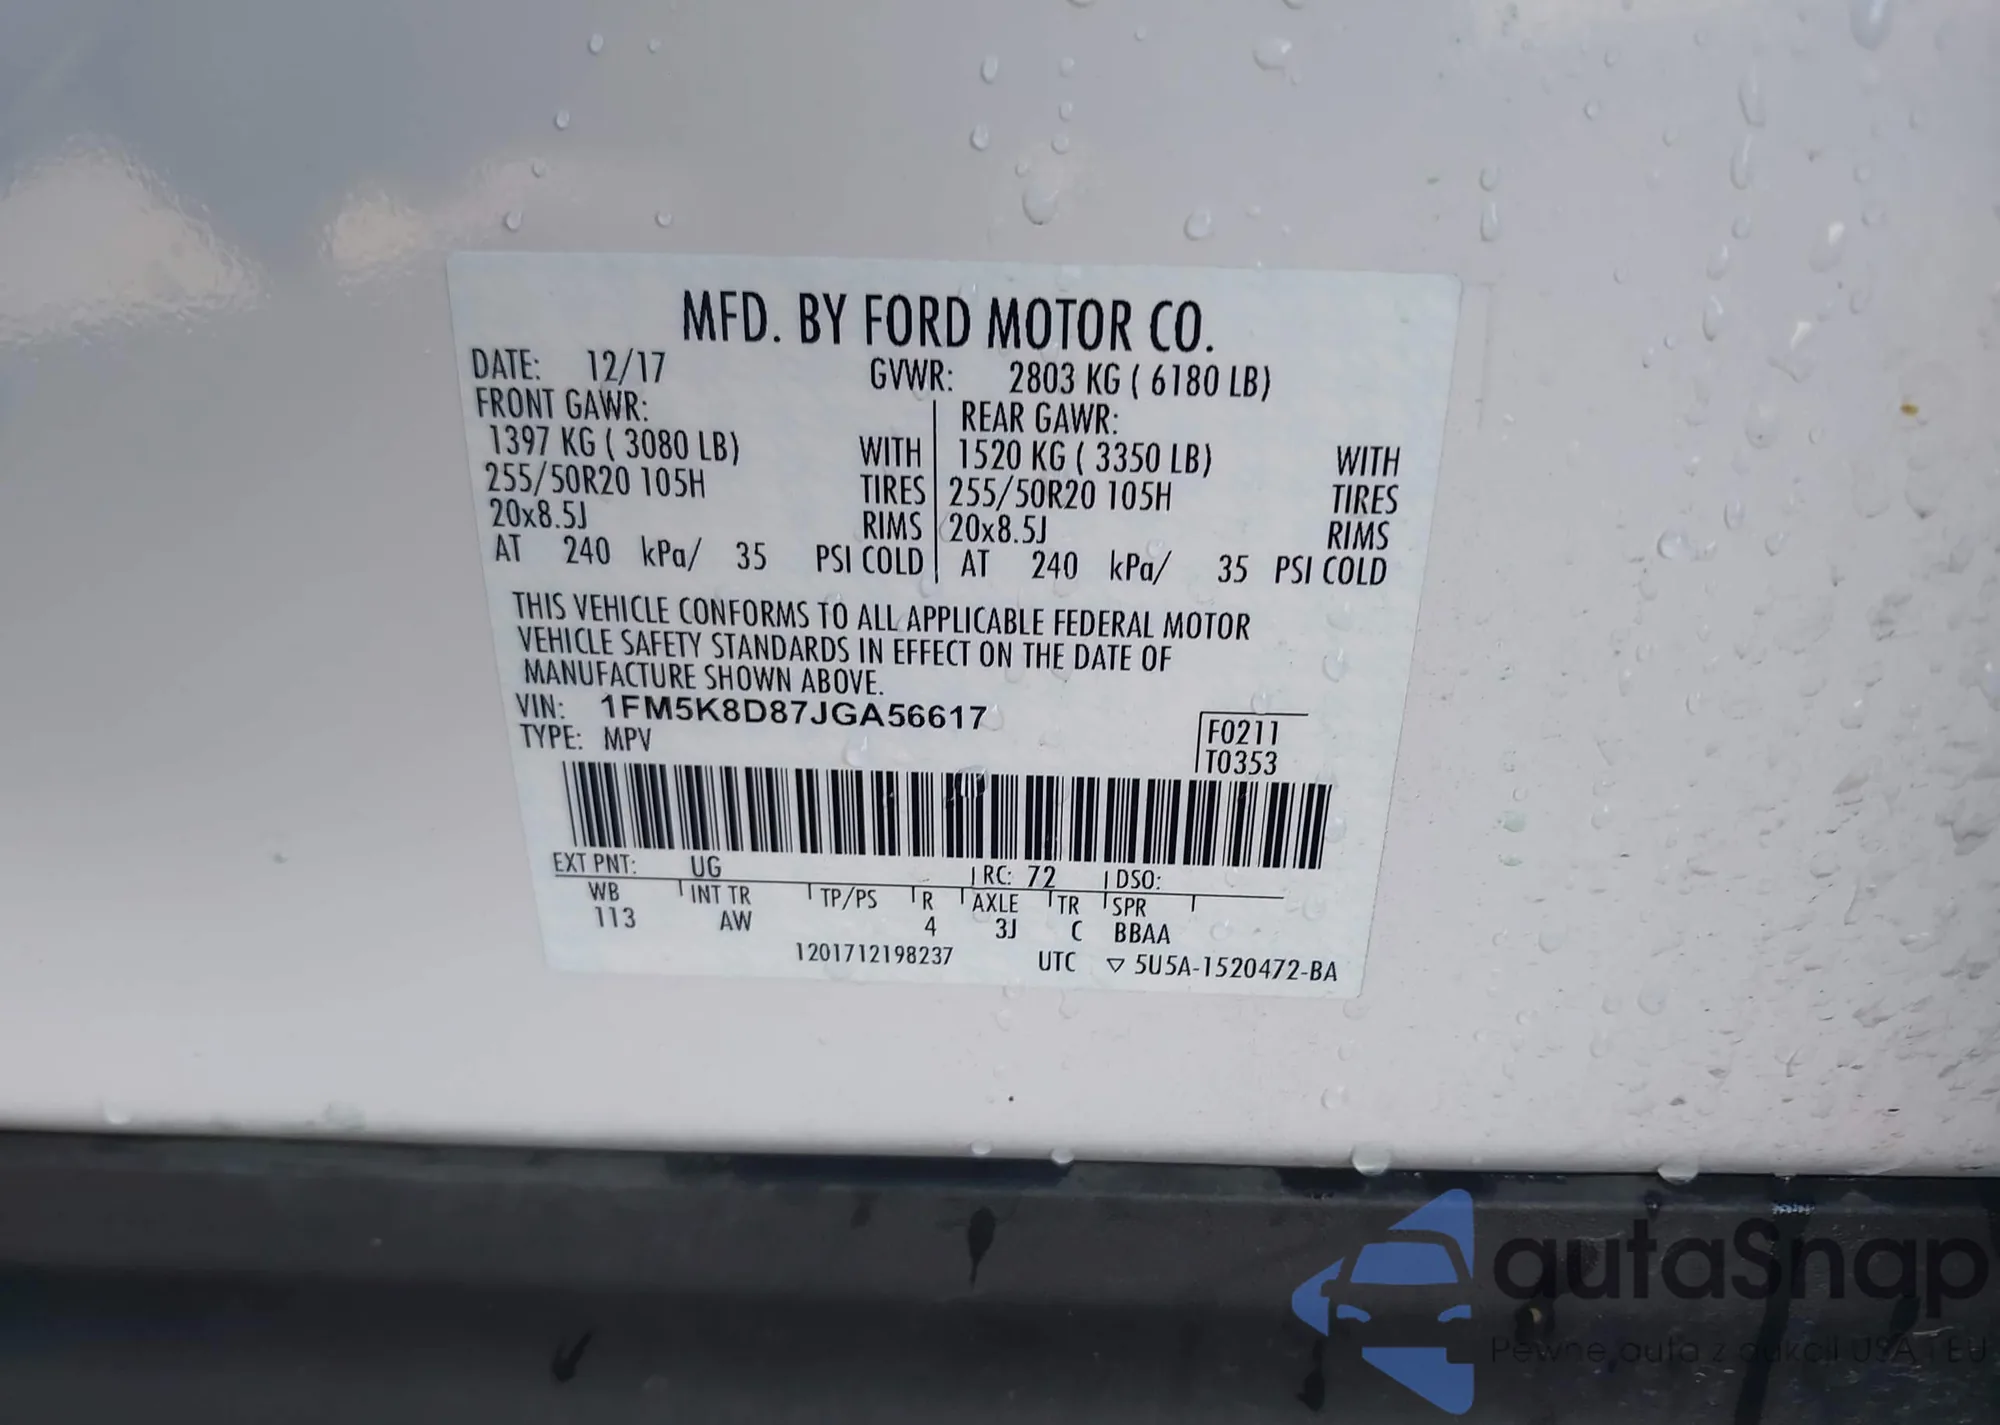 MFD. BY FORD MOTOR CO.
DATE: 12/17 GVWR: 2803 KG ( 6180 LB)
FRONT GAWR: REAR GAWR:
1397 KG ( 3080 LB) WITH 1520 KG ( 3350 LB) WITH
255/50R20 105H TIRES 255/50R20 105H TIRES
20x8.5J RIMS 20x8.5J RIMS
AT 240 kPa/ 35 PSI COLD AT 240 kPa/ 35 PSI COLD
THIS VEHICLE CONFORMS TO ALL APPLICABLE FEDERAL MOTOR
VEHICLE SAFETY STANDARDS IN EFFECT ON THE DATE OF
MANUFACTURE SHOWN ABOVE.
VIN: 1FM5K8D87JGA56617
TYPE: MPV
F0211
T0353
EXT PNT: UG RC: 72 DSO:
WB INT TR TP/PS R AXLE TR SPR
113 AW 4 3J C BBAA
1201712198237 UTC ▽ 5U5A-1520472-BA
autaSnap
Pewne auta z aukcji USA i EU